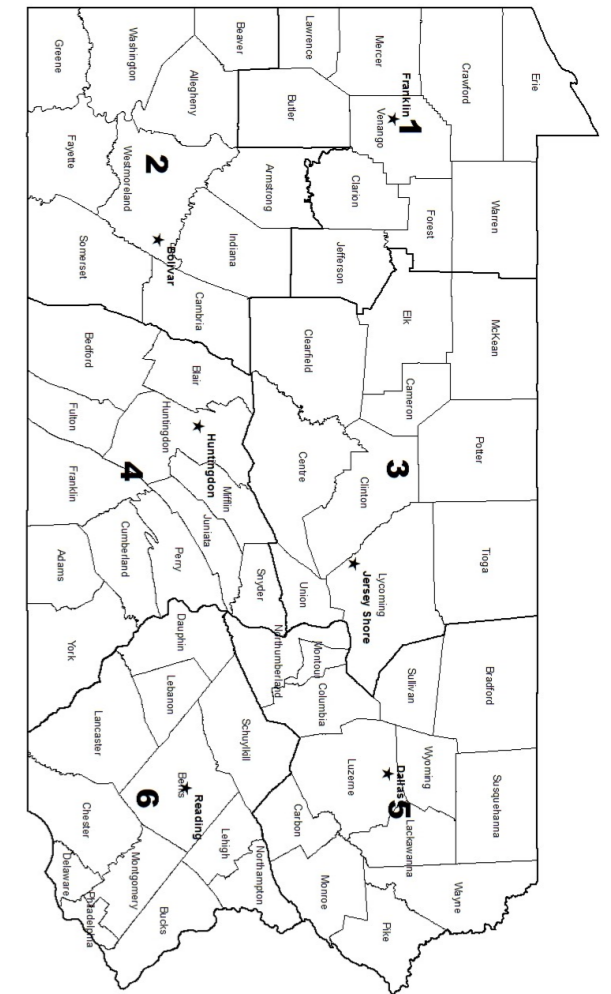 Erie
Crawford
Mercer
Lawrence
Beaver
Washington
Greene
Allegheny
Butler
Venango
Franklin
1
Warren
Forest
Clarion
Armstrong
Westmoreland
2
Fayette
Bolivar
Indiana
Jefferson
Somerset
Cambria
McKean
Elk
Clearfield
Cameron
Bedford
Blair
Potter
3
Clinton
Centre
Huntingdon
Huntingdon
4
Fulton
Franklin
Mifflin
Juniata
Perry
Cumberland
Adams
Tioga
Lycoming
Jersey Shore
Union
Snyder
Bradford
Sullivan
Montour
Northumberland
Columbia
Dauphin
York
Lebanon
Lancaster
Schuylkill
Susquehanna
Wyoming
Dallas
5
Lackawanna
Luzerne
Carbon
Berks
Reading
6
Chester
Lehigh
Northampton
Monroe
Wayne
Pike
Montgomery
Bucks
Delaware
Philadelphia